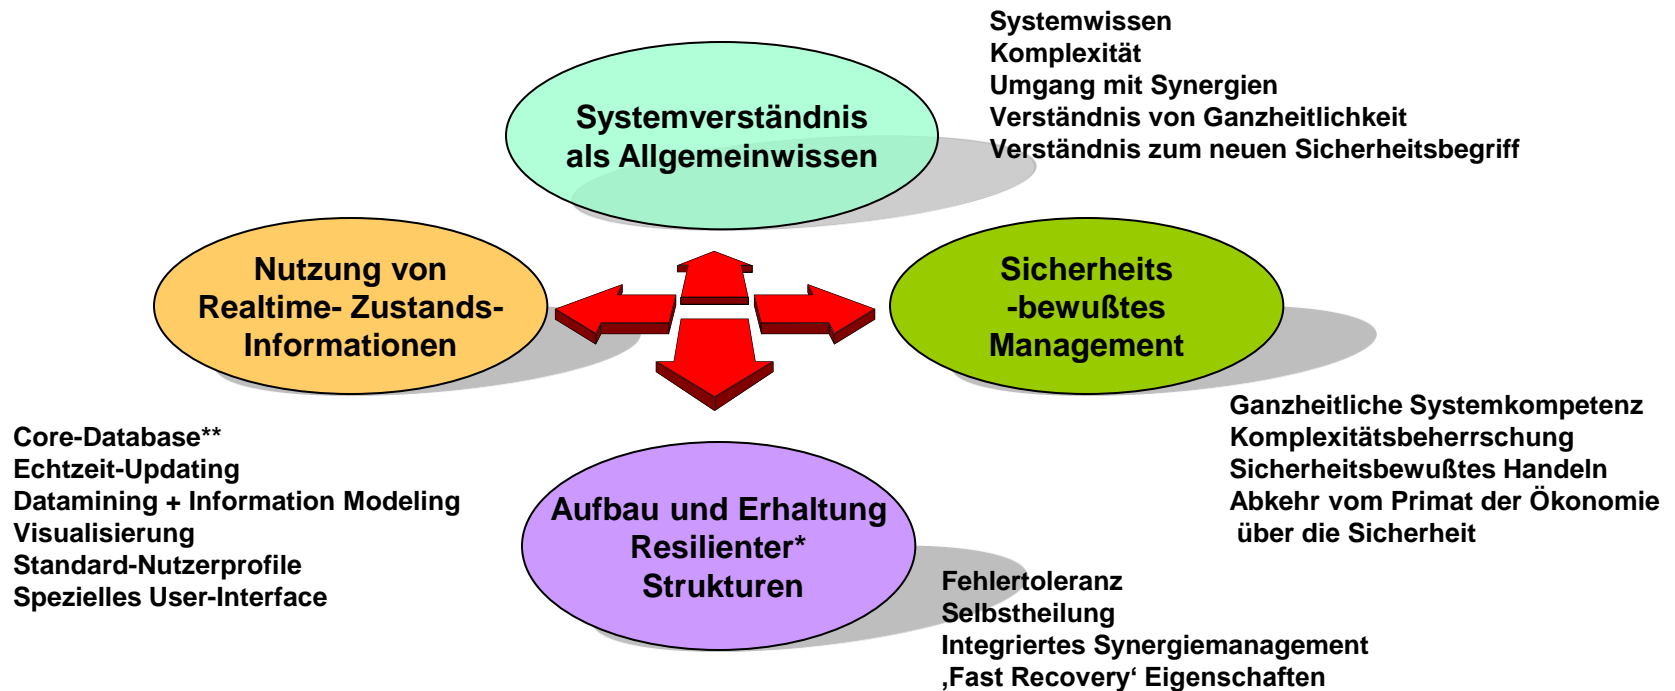 Systemwissen
Komplexität
Umgang mit Synergien
Verständnis von Ganzheitlichkeit
Verständnis zum neuen Sicherheitsbegriff
Systemverständnis
als Allgemeinwissen
Nutzung von
Realtime- Zustands-
Informationen
Sicherheits
-bewußtes
Management
Core-Database**
Echtzeit-Updating
Datamining + Information Modeling
Visualisierung
Standard-Nutzerprofile
Spezielles User-Interface
Ganzheitliche Systemkompetenz
Komplexitätsbeherrschung
Sicherheitsbewußtes Handeln
Abkehr vom Primat der Ökonomie
über die Sicherheit
Aufbau und Erhaltung
Resilienter*
Strukturen
Fehlertoleranz
Selbstheilung
Integriertes Synergiemanagement
‚Fast Recovery‘ Eigenschaften